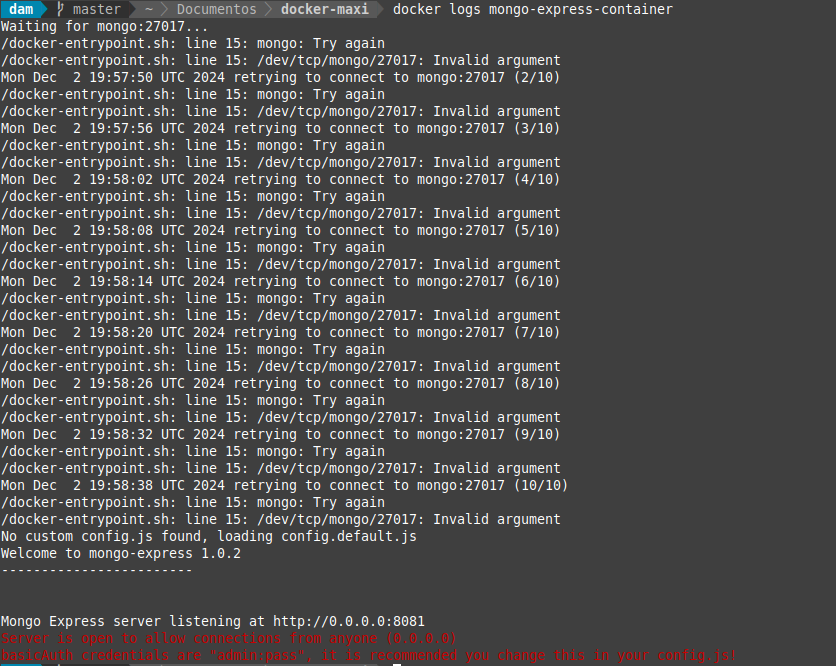 dam master ~ Documentos docker-maxi docker logs mongo-express-container
Waiting for mongo:27017...
/docker-entrypoint.sh: line 15: mongo: Try again
/docker-entrypoint.sh: line 15: /dev/tcp/mongo/27017: Invalid argument
Mon Dec  2 19:57:50 UTC 2024 retrying to connect to mongo:27017 (2/10)
/docker-entrypoint.sh: line 15: mongo: Try again
/docker-entrypoint.sh: line 15: /dev/tcp/mongo/27017: Invalid argument
Mon Dec  2 19:57:56 UTC 2024 retrying to connect to mongo:27017 (3/10)
/docker-entrypoint.sh: line 15: mongo: Try again
/docker-entrypoint.sh: line 15: /dev/tcp/mongo/27017: Invalid argument
Mon Dec  2 19:58:02 UTC 2024 retrying to connect to mongo:27017 (4/10)
/docker-entrypoint.sh: line 15: mongo: Try again
/docker-entrypoint.sh: line 15: /dev/tcp/mongo/27017: Invalid argument
Mon Dec  2 19:58:08 UTC 2024 retrying to connect to mongo:27017 (5/10)
/docker-entrypoint.sh: line 15: mongo: Try again
/docker-entrypoint.sh: line 15: /dev/tcp/mongo/27017: Invalid argument
Mon Dec  2 19:58:14 UTC 2024 retrying to connect to mongo:27017 (6/10)
/docker-entrypoint.sh: line 15: mongo: Try again
/docker-entrypoint.sh: line 15: /dev/tcp/mongo/27017: Invalid argument
Mon Dec  2 19:58:20 UTC 2024 retrying to connect to mongo:27017 (7/10)
/docker-entrypoint.sh: line 15: mongo: Try again
/docker-entrypoint.sh: line 15: /dev/tcp/mongo/27017: Invalid argument
Mon Dec  2 19:58:26 UTC 2024 retrying to connect to mongo:27017 (8/10)
/docker-entrypoint.sh: line 15: mongo: Try again
/docker-entrypoint.sh: line 15: /dev/tcp/mongo/27017: Invalid argument
Mon Dec  2 19:58:32 UTC 2024 retrying to connect to mongo:27017 (9/10)
/docker-entrypoint.sh: line 15: mongo: Try again
/docker-entrypoint.sh: line 15: /dev/tcp/mongo/27017: Invalid argument
Mon Dec  2 19:58:38 UTC 2024 retrying to connect to mongo:27017 (10/10)
/docker-entrypoint.sh: line 15: mongo: Try again
/docker-entrypoint.sh: line 15: /dev/tcp/mongo/27017: Invalid argument
No custom config.js found, loading config.default.js
Welcome to mongo-express 1.0.2
------------------------
Mongo Express server listening at http://0.0.0.0:8081
Server is open to allow connections from anyone (0.0.0.0)
basicAuth credentials are "admin:pass", it is recommended you change this in your config.js!